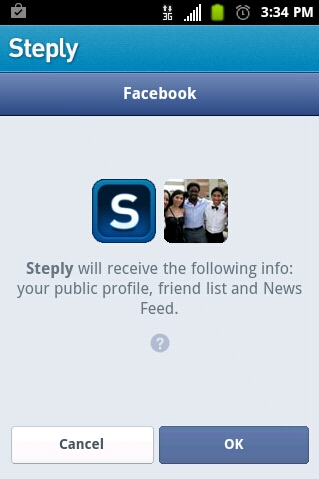 3G 3:34 PM
Steply
Facebook
S
Steply will receive the following info:
your public profile, friend list and News
Feed.
?
Cancel OK